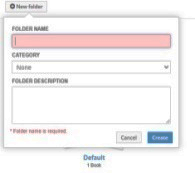 New folder
FOLDER NAME
CATEGORY
None
FOLDER DESCRIPTION
* Folder name is required.
Cancel Create
Default
1 Book